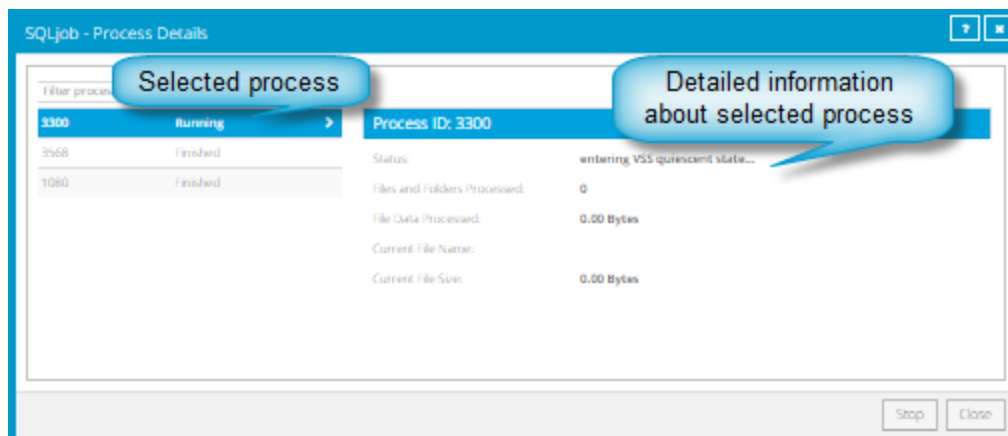 SQLjob - Process Details
? ×
Selected process
Detailed information
about selected process
Filter
3300 Running > Process ID: 3300
3568 Finished
Status: entering VSS quiescent state...
1080 Finished
Files and Folders Processed: 0
File Data Processed: 0.00 Bytes
Current File Name:
Current File Size: 0.00 Bytes
Stop Close